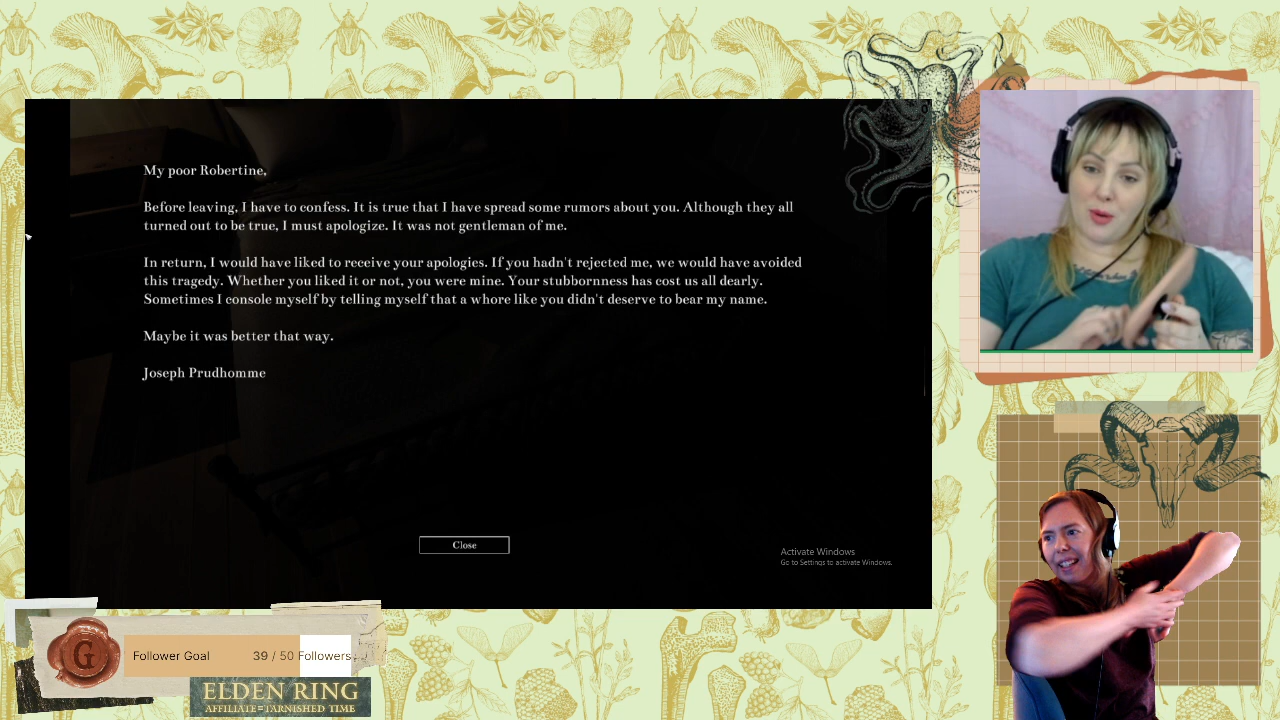 My poor Robertine,
Before leaving, I have to confess. It is true that I have spread some rumors about you. Although they all
turned out to be true, I must apologize. It was not gentleman of me.
In return, I would have liked to receive your apologies. If you hadn't rejected me, we would have avoided
this tragedy. Whether you liked it or not, you were mine. Your stubbornness has cost us all dearly.
Sometimes I console myself by telling myself that a whore like you didn't deserve to bear my name.
Maybe it was better that way.
Joseph Prudhomme
Close
Activate Windows
Go to Settings to activate Windows.
G
Follower Goal 39 / 50 Followers
ELDEN RING
AFFILIATE=TARNISHED TIME